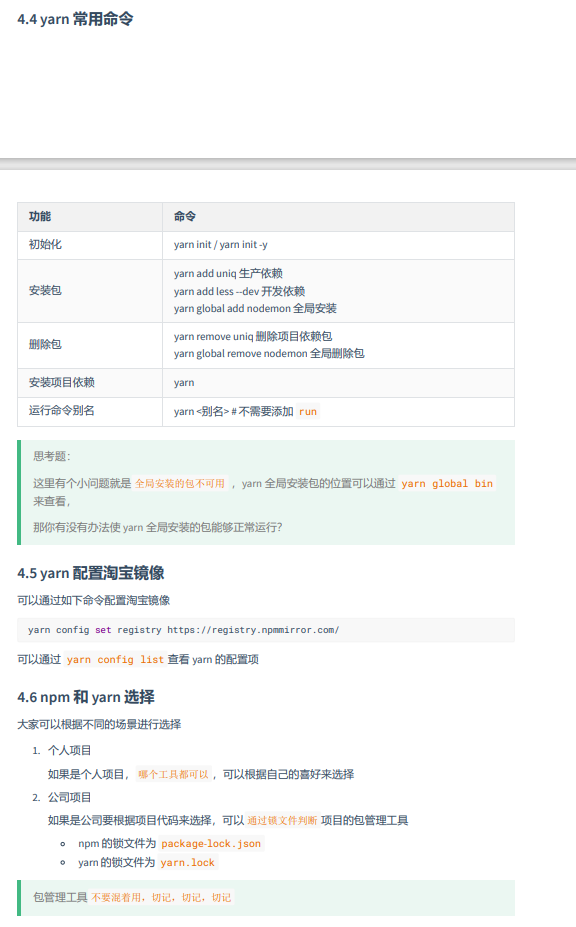 4.4 yarn 常用命令
功能 命令
初始化 yarn init / yarn init -y
安装包 yarn add uniq 生产依赖
yarn add less --dev 开发依赖
yarn global add nodemon 全局安装
删除包 yarn remove uniq 删除项目依赖包
yarn global remove nodemon 全局删除包
安装项目依赖 yarn
运行命令别名 yarn <别名> # 不需要添加 run
思考题：
这里有个小问题就是 全局安装的包不可用 ，yarn 全局安装包的位置可以通过 yarn global bin
来查看，
那你有没有办法使 yarn 全局安装的包能够正常运行？
4.5 yarn 配置淘宝镜像
可以通过如下命令配置淘宝镜像
yarn config set registry https://registry.npmmirror.com/
可以通过 yarn config list 查看 yarn 的配置项
4.6 npm 和 yarn 选择
大家可以根据不同的场景进行选择
1. 个人项目
如果是个人项目， 哪个工具都可以 ，可以根据自己的喜好来选择
2. 公司项目
如果是公司要根据项目代码来选择，可以 通过锁文件判断 项目的包管理工具
npm 的锁文件为 package-lock.json
yarn 的锁文件为 yarn.lock
包管理工具 不要混着用，切记，切记，切记